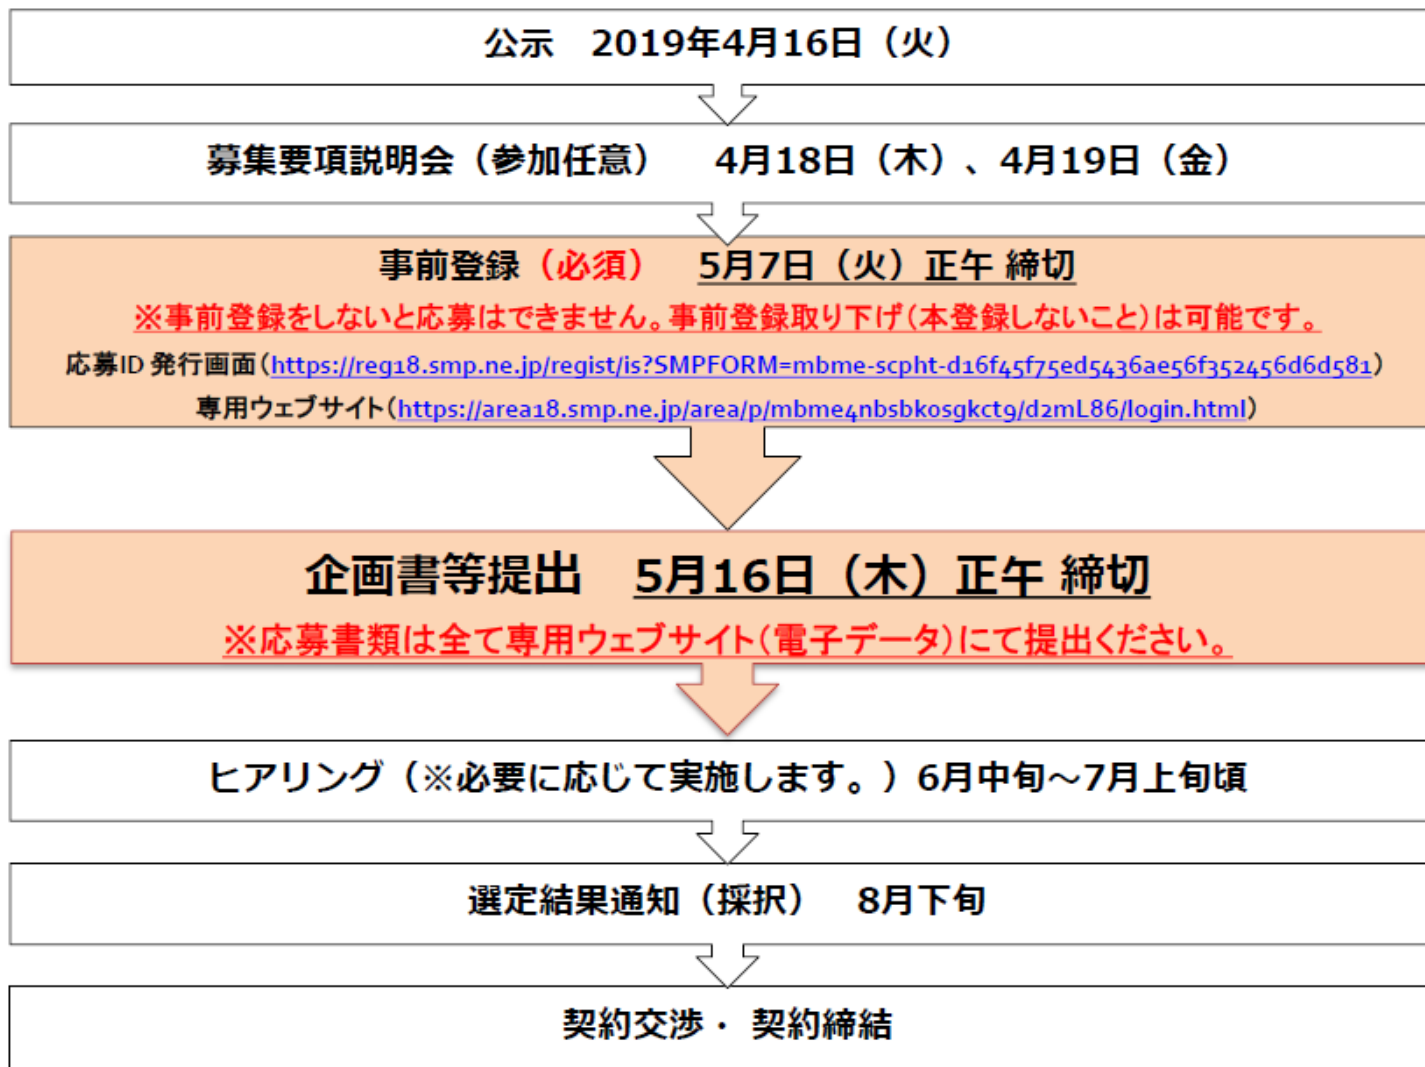 公示　2019年4月16日（火）
募集要項説明会（参加任意）　4月18日（木）、4月19日（金）
事前登録（必須）　5月7日（火）正午 締切
※事前登録をしないと応募はできません。事前登録取り下げ（本登録しないこと）は可能です。
応募ID 発行画面（https://reg18.smp.ne.jp/regist/is?SMPFORM=mbme-scpht-d16f45f75ed5436ae56f352456d6d581）
専用ウェブサイト（https://area18.smp.ne.jp/area/p/mbme4nbsbkosgkct9/d2mL86/login.html）
企画書等提出　5月16日（木）正午 締切
※応募書類は全て専用ウェブサイト（電子データ）にて提出ください。
ヒアリング（※必要に応じて実施します。）6月中旬～7月上旬頃
選定結果通知（採択）　8月下旬
契約交渉・ 契約締結